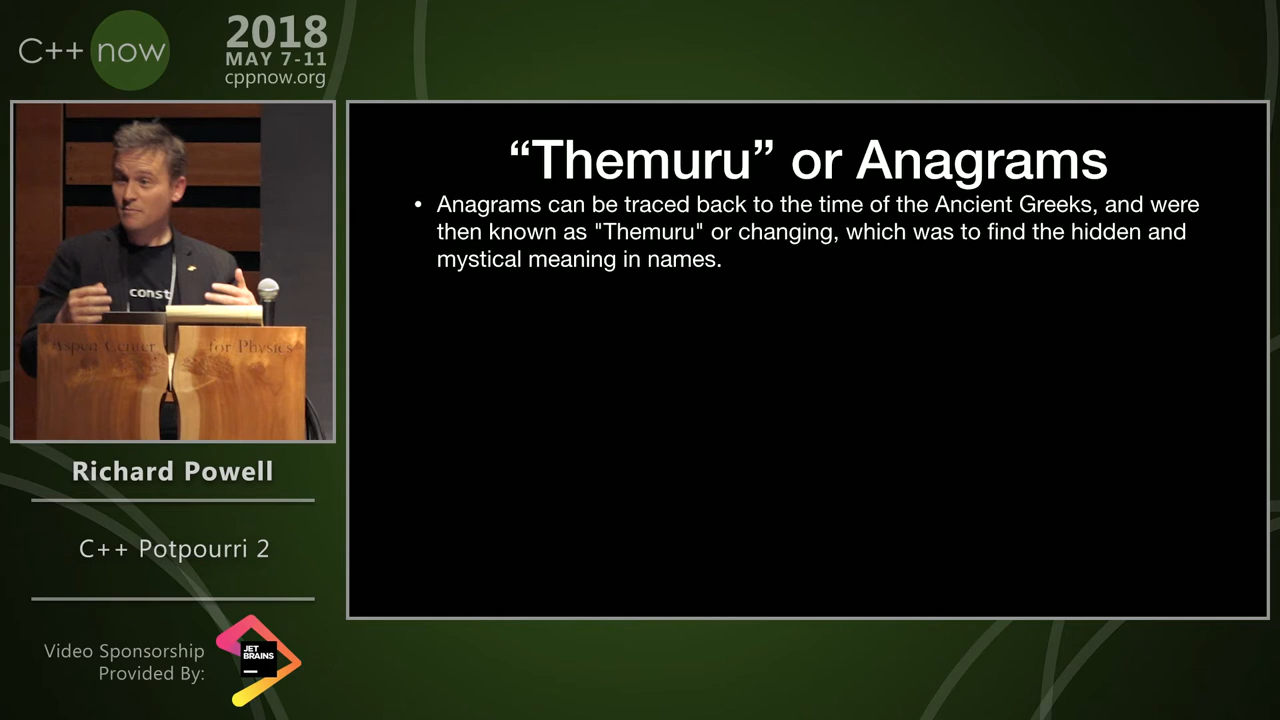 C++ now
2018
MAY 7-11
cppnow.org
const
Aspen Center for Physics
Richard Powell
C++ Potpourri 2
Video Sponsorship
Provided By:
JET
BRAINS
“Themuru” or Anagrams
• Anagrams can be traced back to the time of the Ancient Greeks, and were
then known as "Themuru" or changing, which was to find the hidden and
mystical meaning in names.